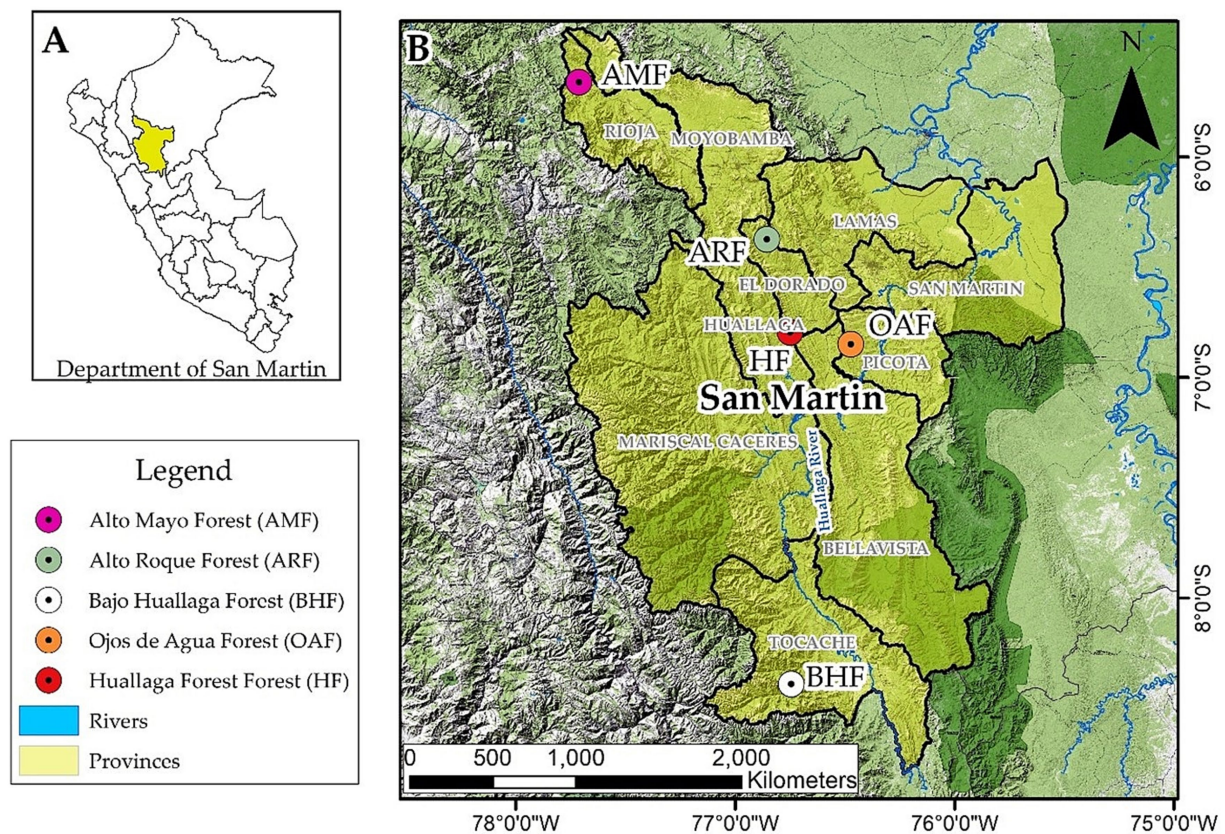 A
Department of San Martin
Legend
Alto Mayo Forest (AMF)
Alto Roque Forest (ARF)
Bajo Huallaga Forest (BHF)
Ojos de Agua Forest (OAF)
Huallaga Forest Forest (HF)
Rivers
Provinces
B
N
AMF
RIOJA
MOYOBAMBA
LAMAS
ARF
EL DORADO
SAN MARTIN
HUALLAGA
OAF
HF
PICOTA
San Martin
MARISCAL CACERES
Huallaga River
BELLAVISTA
TOCACHE
BHF
0 500 1,000 2,000
Kilometers
6°0'0"S
7°0'0"S
8°0'0"S
78°0'0"W 77°0'0"W 76°0'0"W 75°0'0"W